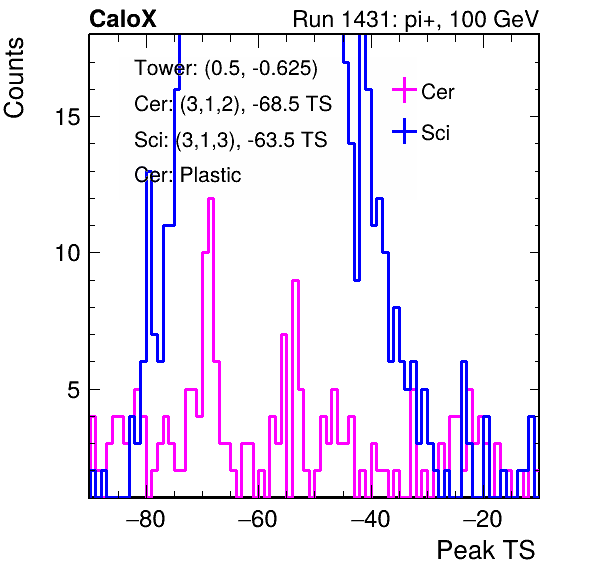 CaloX Run 1431: pi+, 100 GeV
Counts
Tower: (0.5, -0.625)
Cer: (3,1,2), -68.5 TS
Sci: (3,1,3), -63.5 TS
Cer: Plastic
Cer
Sci
15
10
5
−80 −60 −40 −20
Peak TS